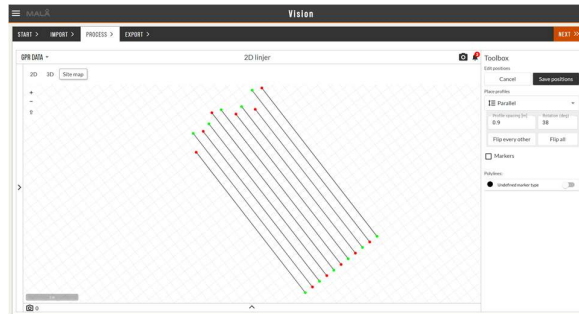 MALÅ
Vision
START > IMPORT > PROCESS > EXPORT > NEXT »
GPR DATA
2D linjer
2
Toolbox
Edit positions
2D 3D Site map
Cancel Save positions
Place profiles
Parallel
Profile spacing [m] Rotation [deg]
0.9 38
Flip every other Flip all
Markers
Polylines:
Undefined marker type
0